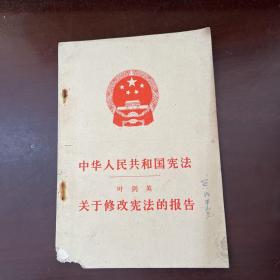 中华人民共和国宪法
叶剑英
关于修改宪法的报告